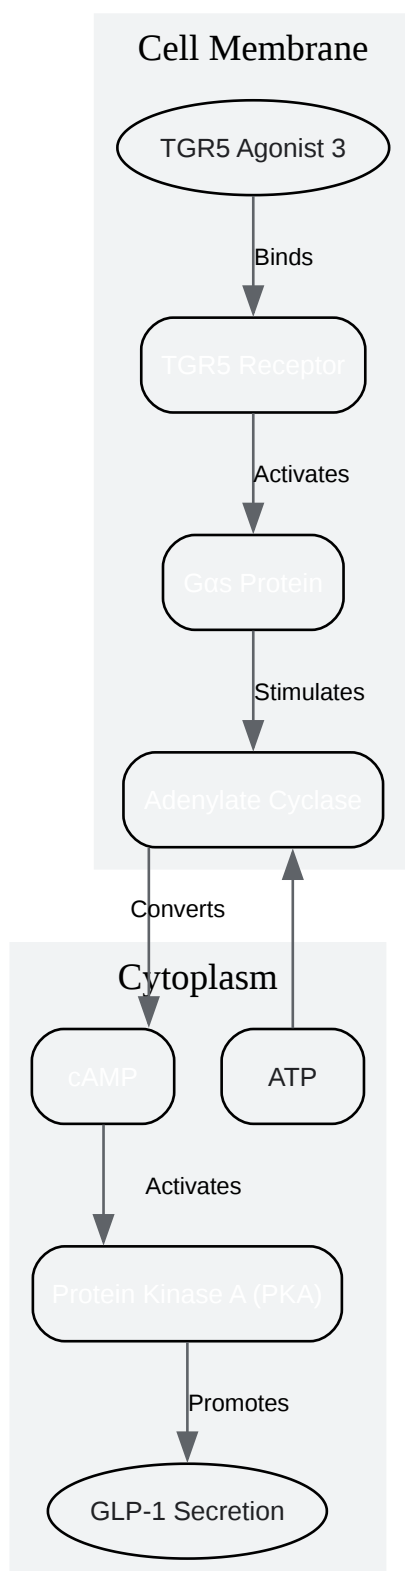 Cell Membrane
TGR5 Agonist 3
Binds
TGR5 Receptor
Activates
Gαs Protein
Stimulates
Adenylate Cyclase
Converts
Cytoplasm
cAMP
ATP
Activates
Protein Kinase A (PKA)
Promotes
GLP-1 Secretion